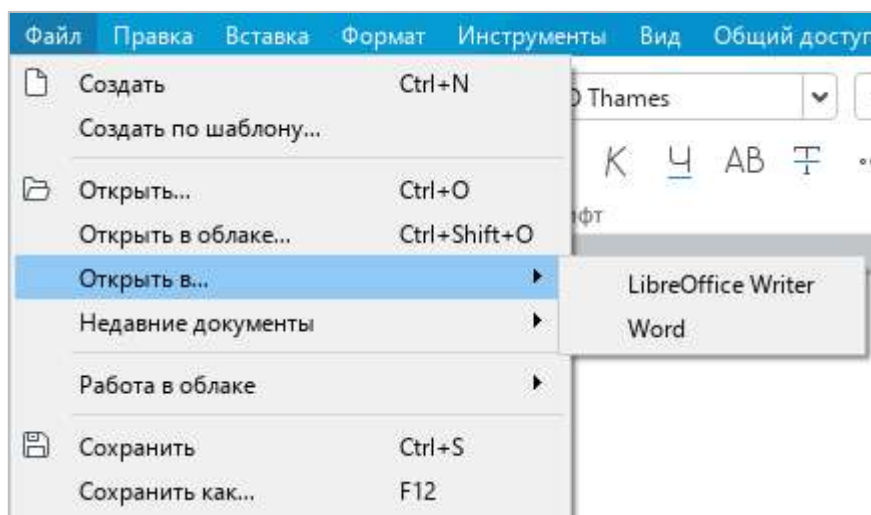 Файл Правка Вставка Формат Инструменты Вид Общий доступ
Создать Ctrl+N
Thames
Создать по шаблону...
К Ч АВ Т
Открыть... Ctrl+O
Открыть в облаке... Ctrl+Shift+O
Открыть в...
LibreOffice Writer
Недавние документы
Word
Работа в облаке
Сохранить Ctrl+S
Сохранить как... F12